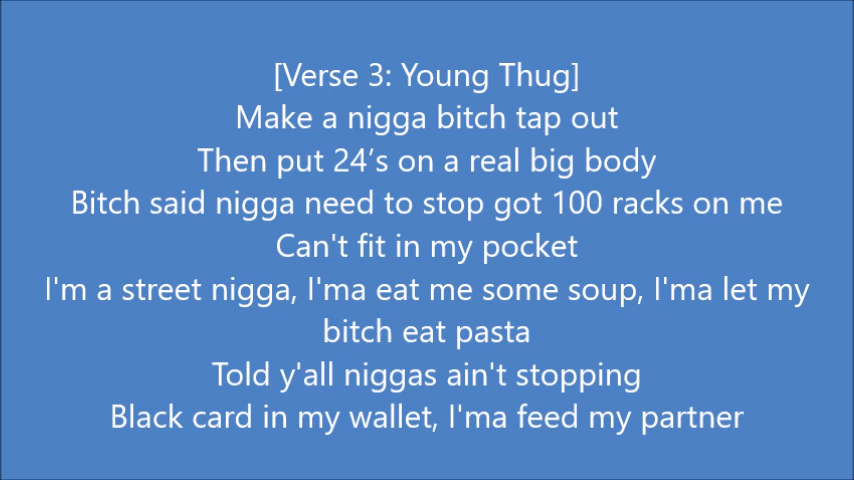 [Verse 3: Young Thug]
Make a nigga bitch tap out
Then put 24’s on a real big body
Bitch said nigga need to stop got 100 racks on me
Can't fit in my pocket
I'm a street nigga, I'ma eat me some soup, I'ma let my
bitch eat pasta
Told y'all niggas ain't stopping
Black card in my wallet, I'ma feed my partner